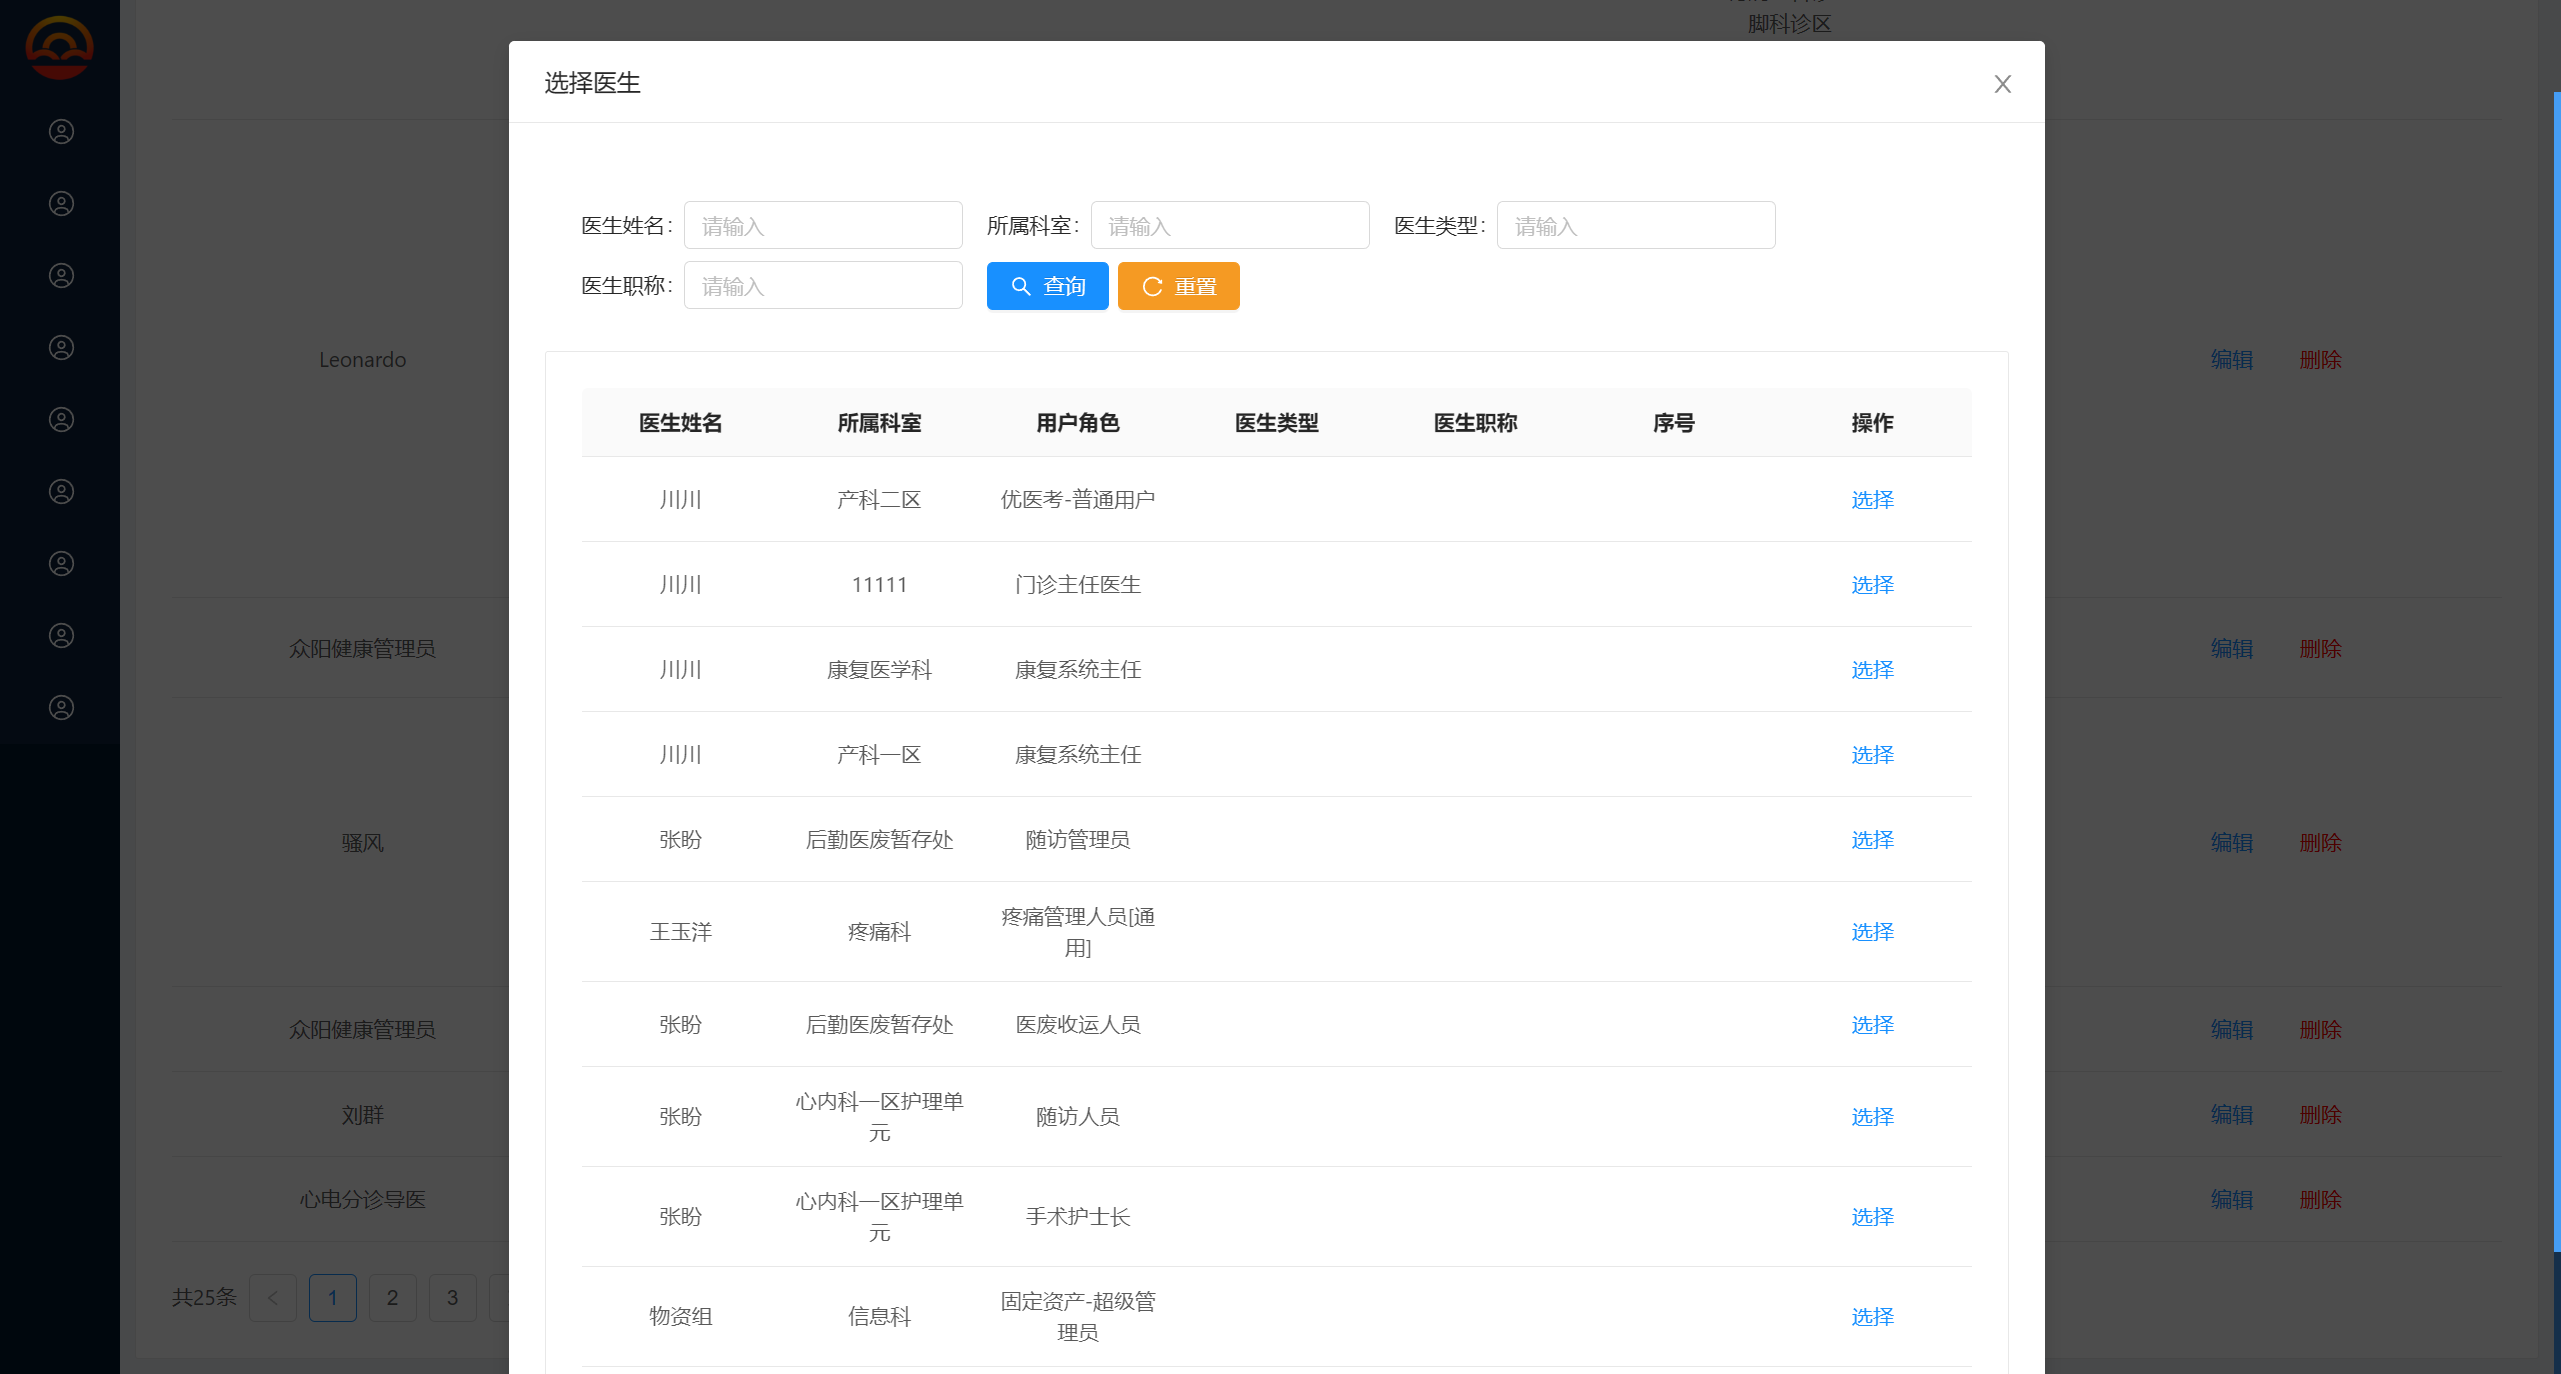 脚科诊区
选择医生
医生姓名: 请输入 所属科室: 请输入 医生类型: 请输入
医生职称: 请输入 查询 重置
医生姓名 所属科室 用户角色 医生类型 医生职称 序号 操作
川川 产科二区 优医考-普通用户 选择
川川 11111 门诊主任医生 选择
川川 康复医学科 康复系统主任 选择
川川 产科一区 康复系统主任 选择
张盼 后勤医废暂存处 随访管理员 选择
王玉洋 疼痛科 疼痛管理人员[通
用] 选择
张盼 后勤医废暂存处 医废收运人员 选择
张盼 心内科一区护理单
元 随访人员 选择
张盼 心内科一区护理单
元 手术护士长 选择
物资组 信息科 固定资产-超级管
理员 选择
Leonardo 编辑 删除
众阳健康管理员 编辑 删除
骚风 编辑 删除
众阳健康管理员 编辑 删除
刘群 编辑 删除
心电分诊导医 编辑 删除
共25条 < 1 2 3